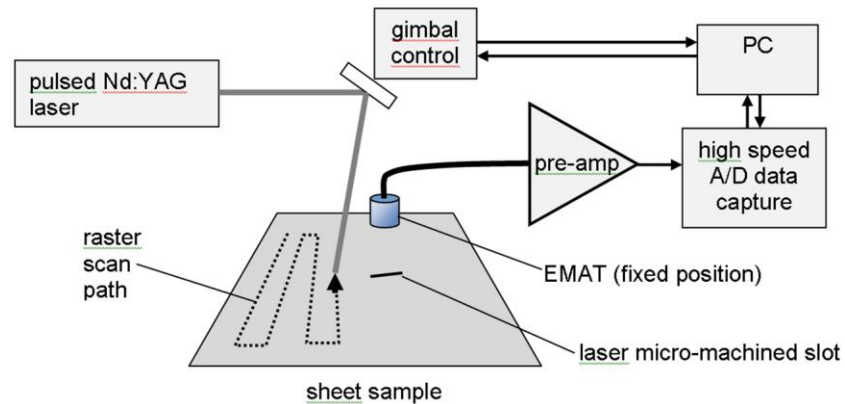 gimbal
control
PC
pulsed Nd:YAG
laser
pre-amp
high speed
A/D data
capture
raster
scan
path
EMAT (fixed position)
laser micro-machined slot
sheet sample